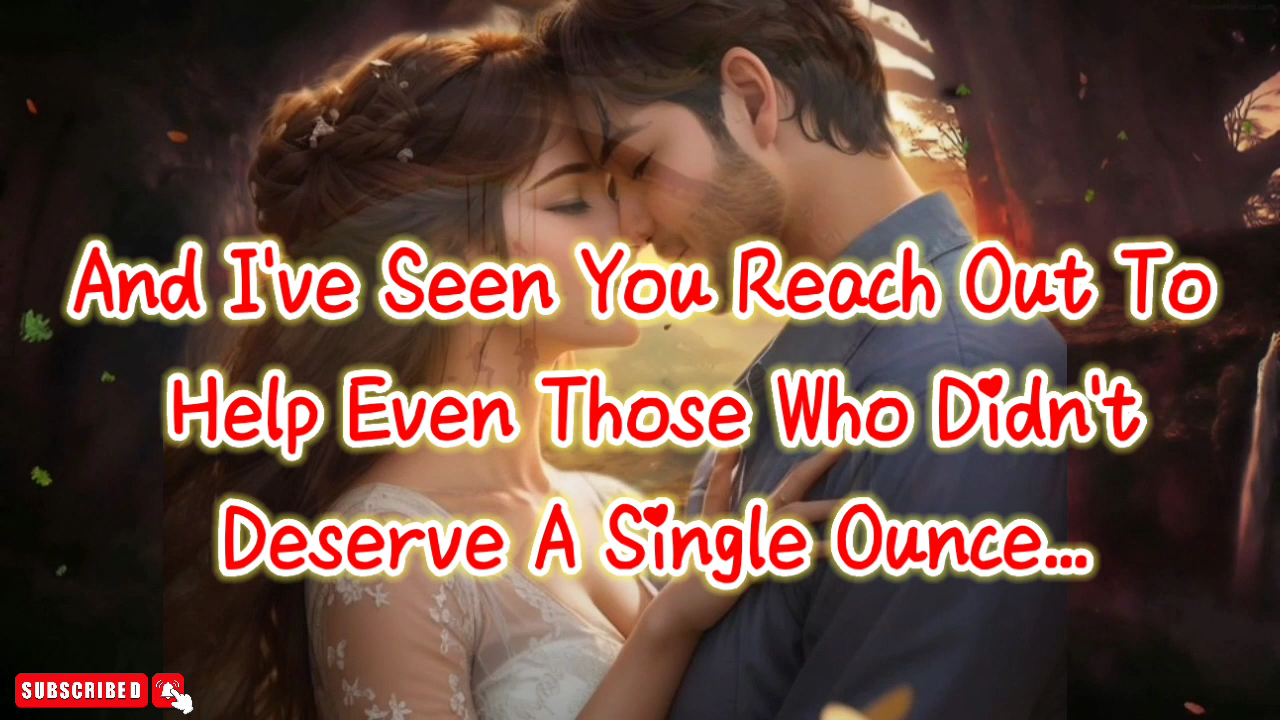 And I've Seen You Reach Out To
Help Even Those Who Didn't
Deserve A Single Ounce...
SUBSCRIBED